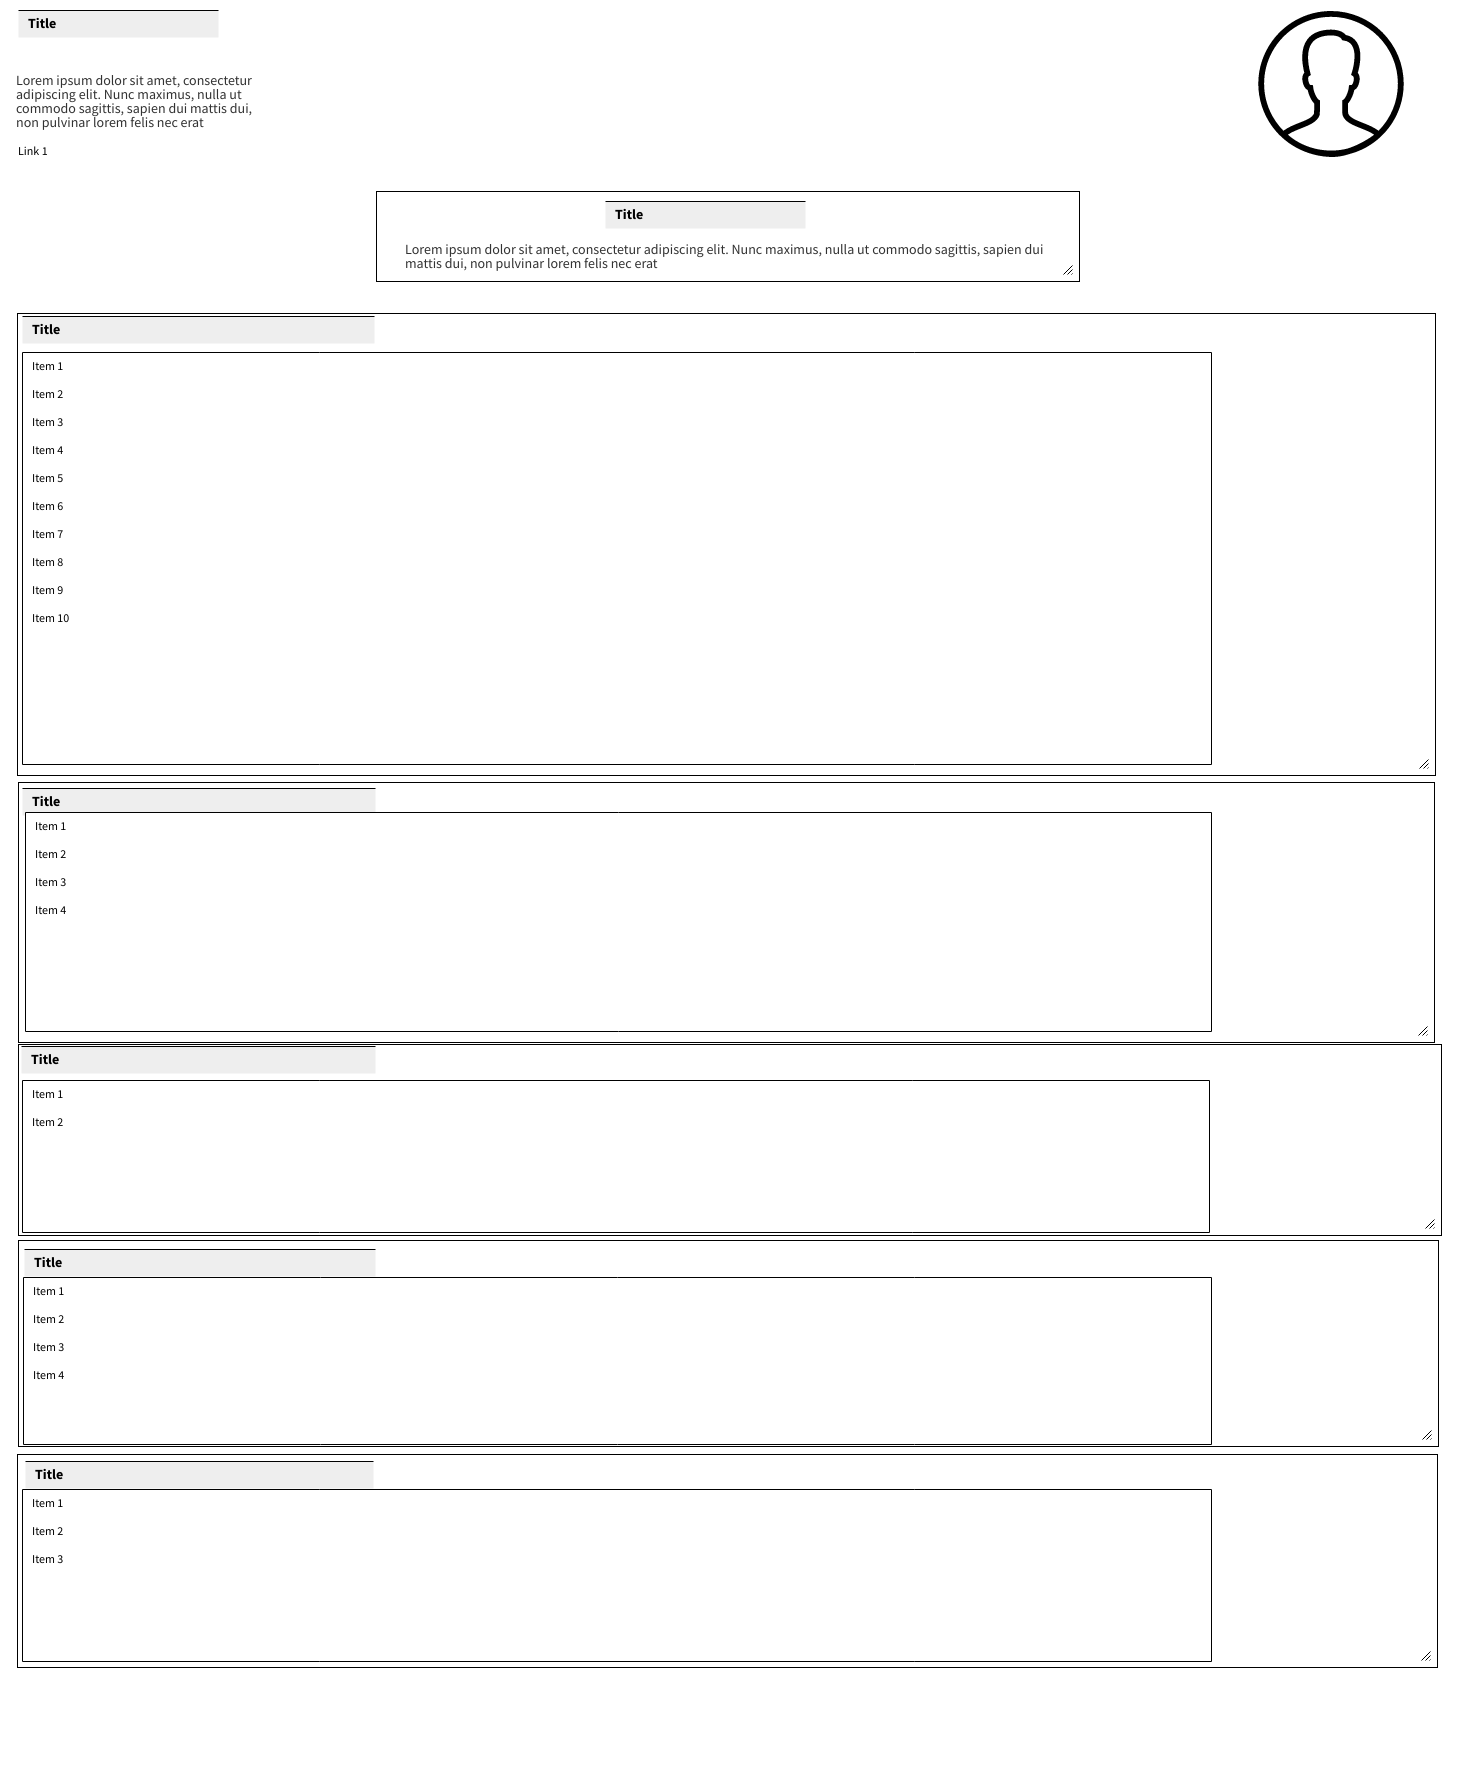 Title
Lorem ipsum dolor sit amet, consectetur
adipiscing elit. Nunc maximus, nulla ut
commodo sagittis, sapien dui mattis dui,
non pulvinar lorem felis nec erat
Link 1
Title
Lorem ipsum dolor sit amet, consectetur adipiscing elit. Nunc maximus, nulla ut commodo sagittis, sapien dui
mattis dui, non pulvinar lorem felis nec erat
Title
Item 1
Item 2
Item 3
Item 4
Item 5
Item 6
Item 7
Item 8
Item 9
Item 10
Title
Item 1
Item 2
Item 3
Item 4
Title
Item 1
Item 2
Title
Item 1
Item 2
Item 3
Item 4
Title
Item 1
Item 2
Item 3